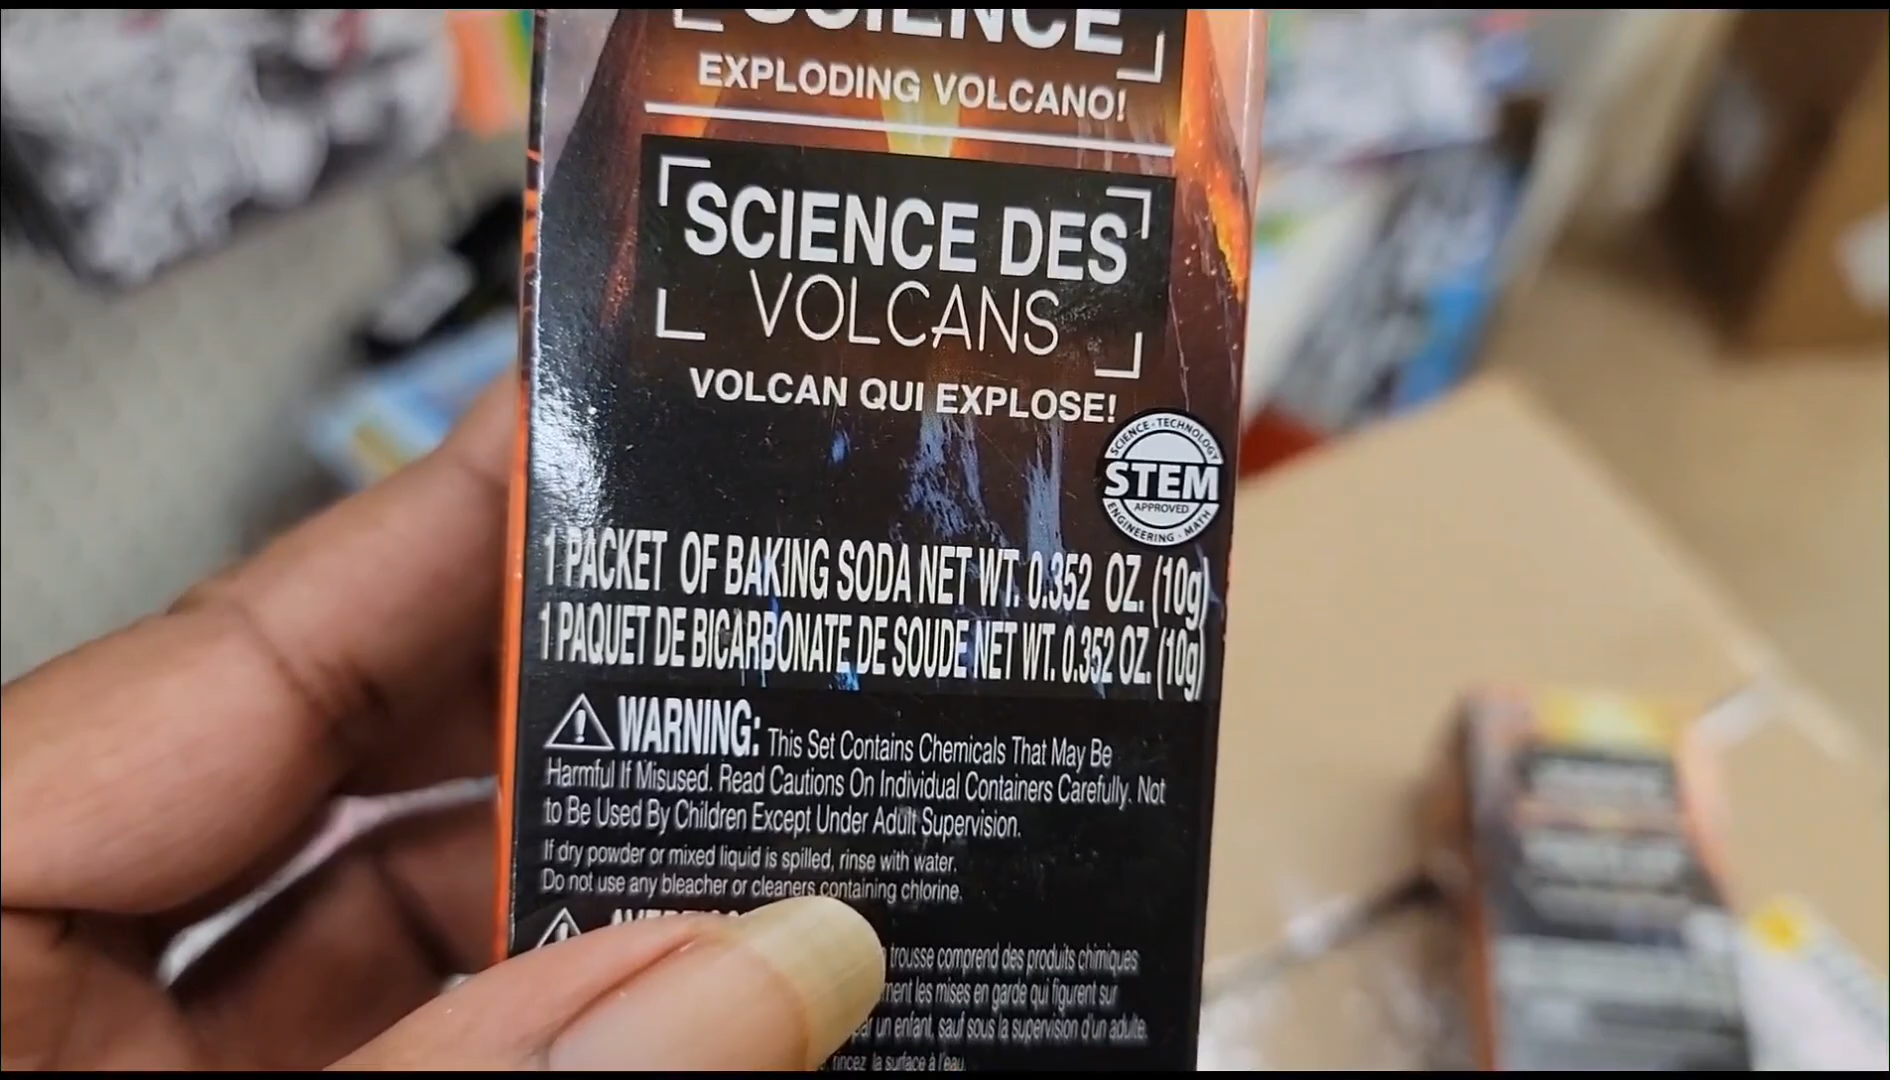 SCIENCE
EXPLODING VOLCANO!
SCIENCE DES
VOLCANS
VOLCAN QUI EXPLOSE!
SCIENCE · TECHNOLOGY
STEM
APPROVED
ENGINEERING · MATH
1 PACKET OF BAKING SODA NET WT. 0.352 OZ. (10g)
1 PAQUET DE BICARBONATE DE SOUDE NET WT. 0.352 OZ. (10g)
WARNING: This Set Contains Chemicals That May Be
Harmful If Misused. Read Cautions On Individual Containers Carefully. Not
to Be Used By Children Except Under Adult Supervision.
If dry powder or mixed liquid is spilled, rinse with water.
Do not use any bleacher or cleaners containing chlorine.
trousse comprend des produits chimiques
les mises en garde qui figurent sur
par un enfant, sauf sous la supervision d'un adulte.
rincez la surface à l'eau.